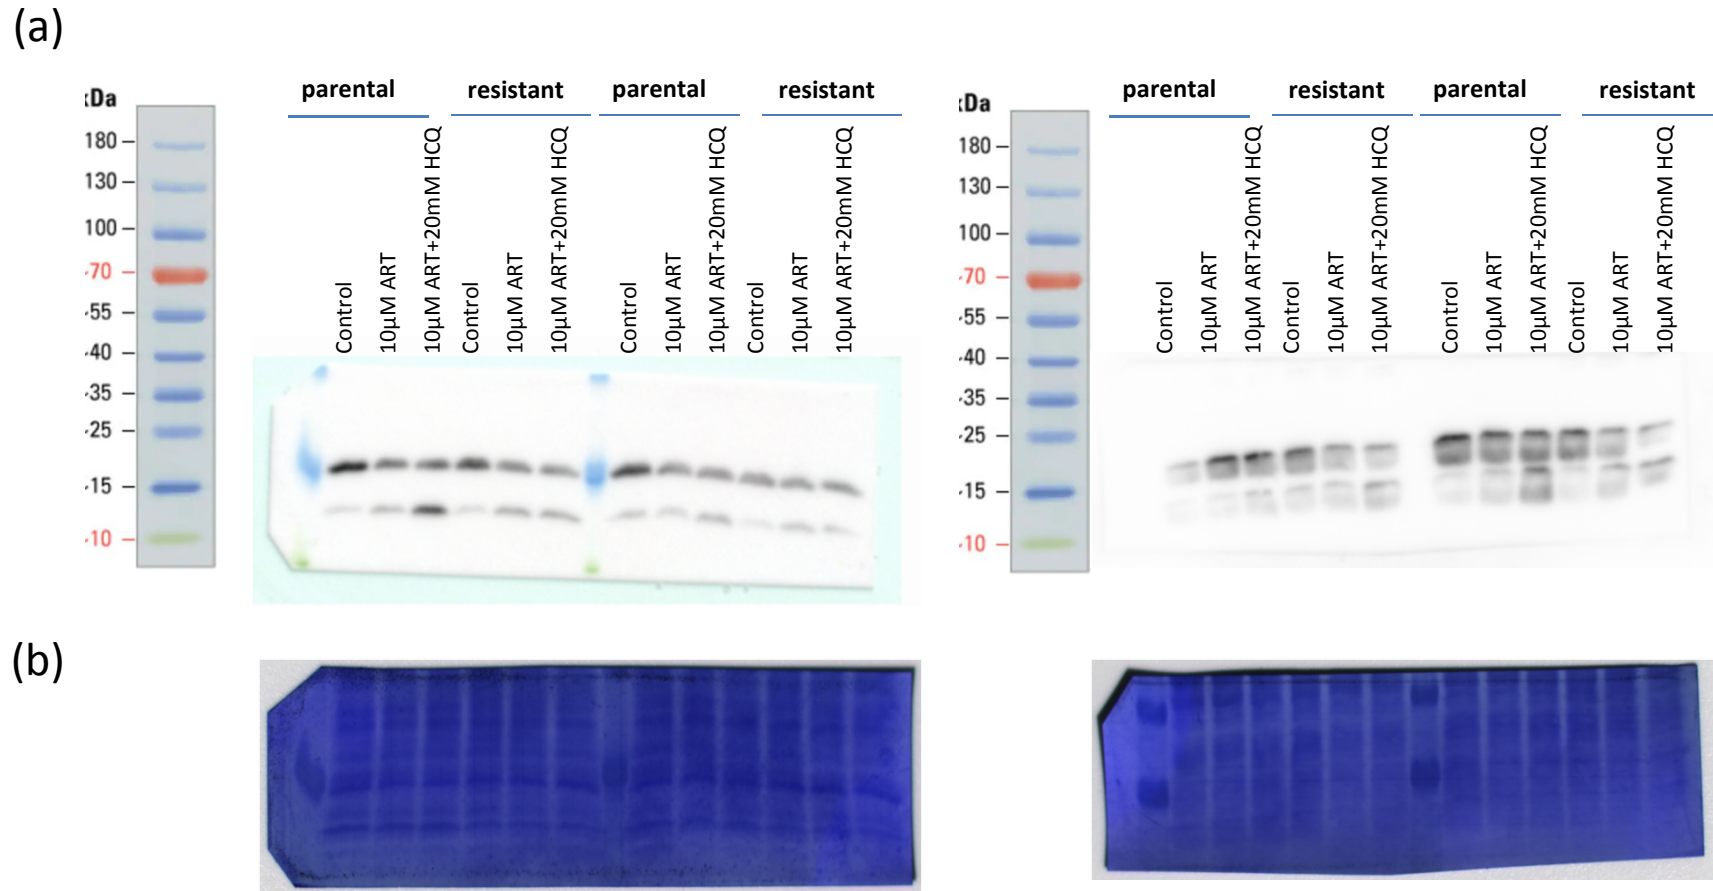 (a)
parental resistant parental resistant
parental resistant parental resistant
kDa
180
130
100
70
55
40
35
25
15
10
Control
10µM ART
10µM ART+20mM HCQ
Control
10µM ART
10µM ART+20mM HCQ
Control
10µM ART
10µM ART+20mM HCQ
Control
10µM ART
10µM ART+20mM HCQ
kDa
180
130
100
70
55
40
35
25
15
10
Control
10µM ART
10µM ART+20mM HCQ
Control
10µM ART
10µM ART+20mM HCQ
Control
10µM ART
10µM ART+20mM HCQ
Control
10µM ART
10µM ART+20mM HCQ
(b)